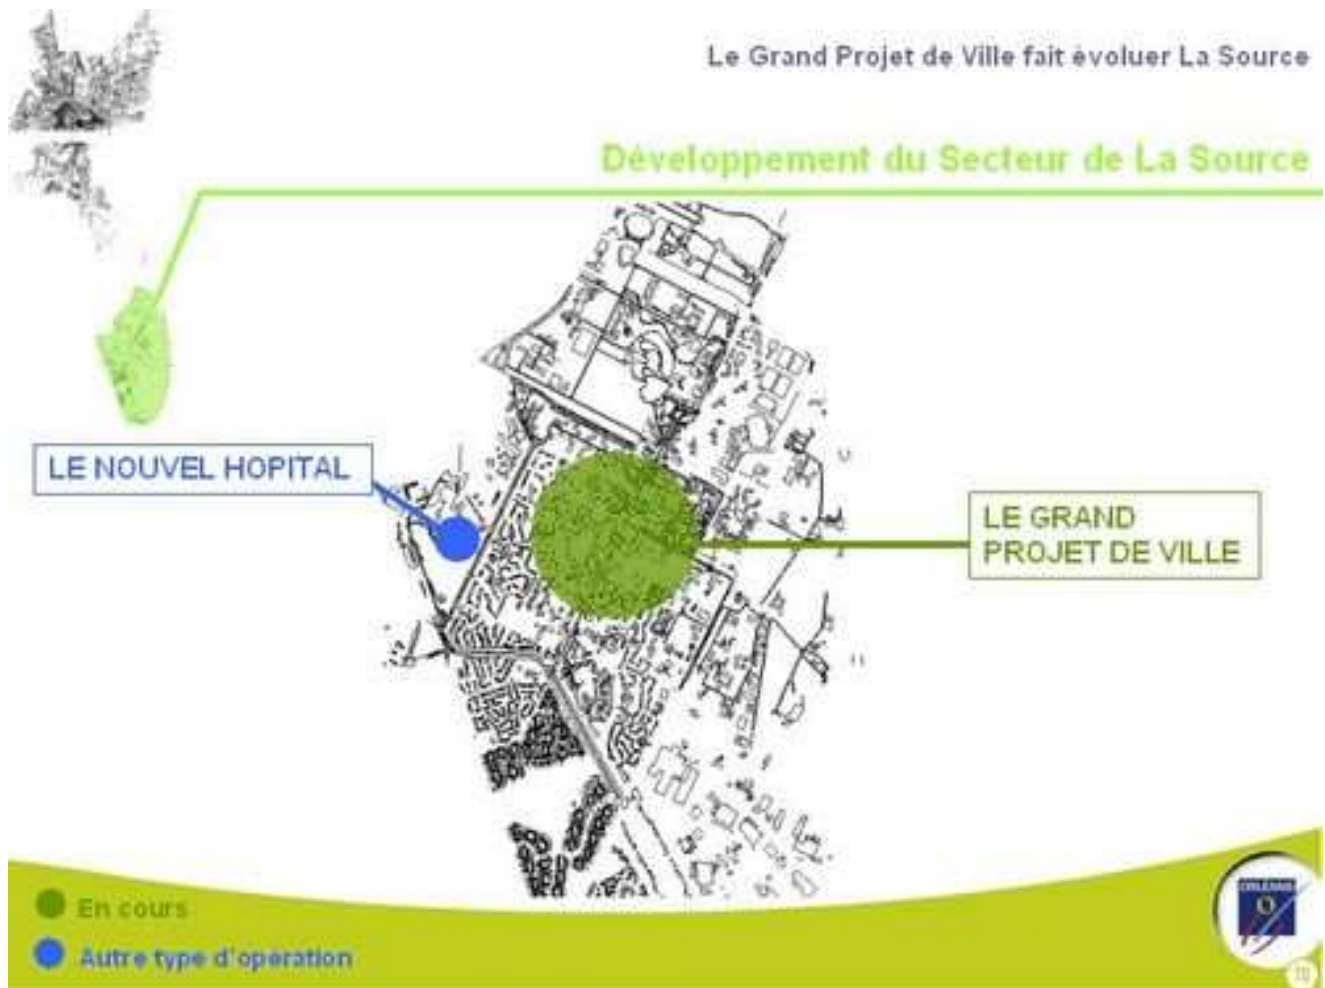 Le Grand Projet de Ville fait évoluer La Source
Développement du Secteur de La Source
LE NOUVEL HOPITAL
LE GRAND
PROJET DE VILLE
En cours
Autre type d'opération
ORLÉANS